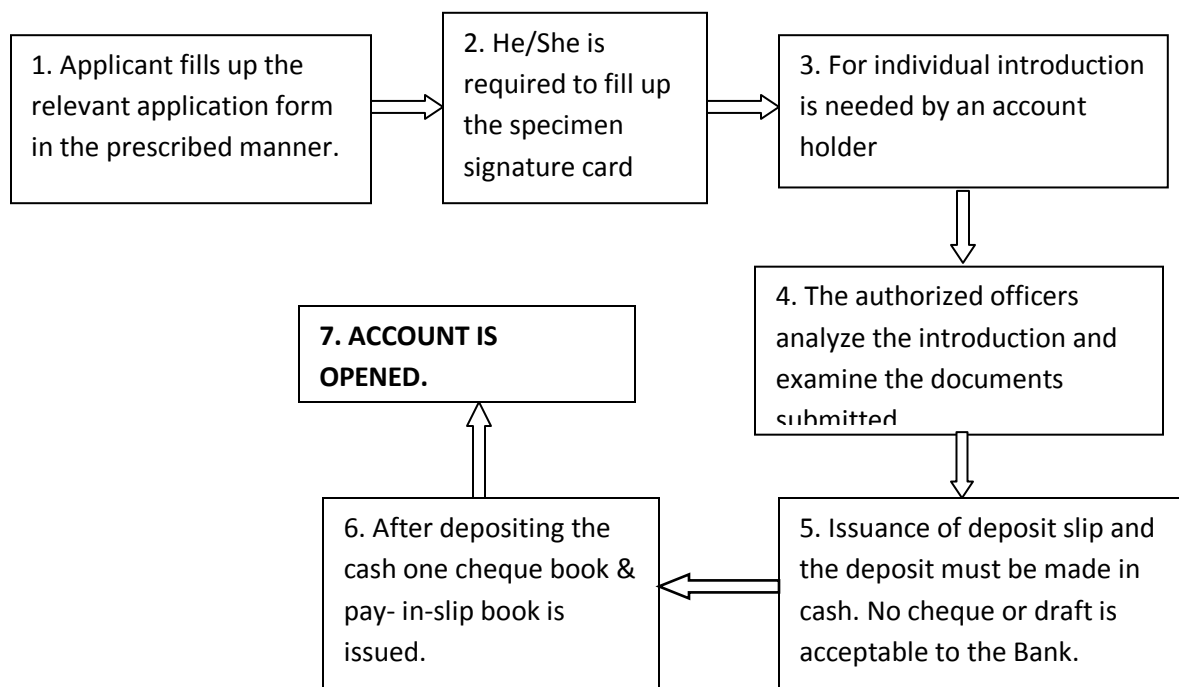 1. Applicant fills up the
relevant application form
in the prescribed manner.
2. He/She is
required to fill up
the specimen
signature card
3. For individual introduction
is needed by an account
holder
4. The authorized officers
analyze the introduction and
examine the documents
submitted
5. Issuance of deposit slip and
the deposit must be made in
cash. No cheque or draft is
acceptable to the Bank.
6. After depositing the
cash one cheque book &
pay- in-slip book is
issued.
7. ACCOUNT IS
OPENED.